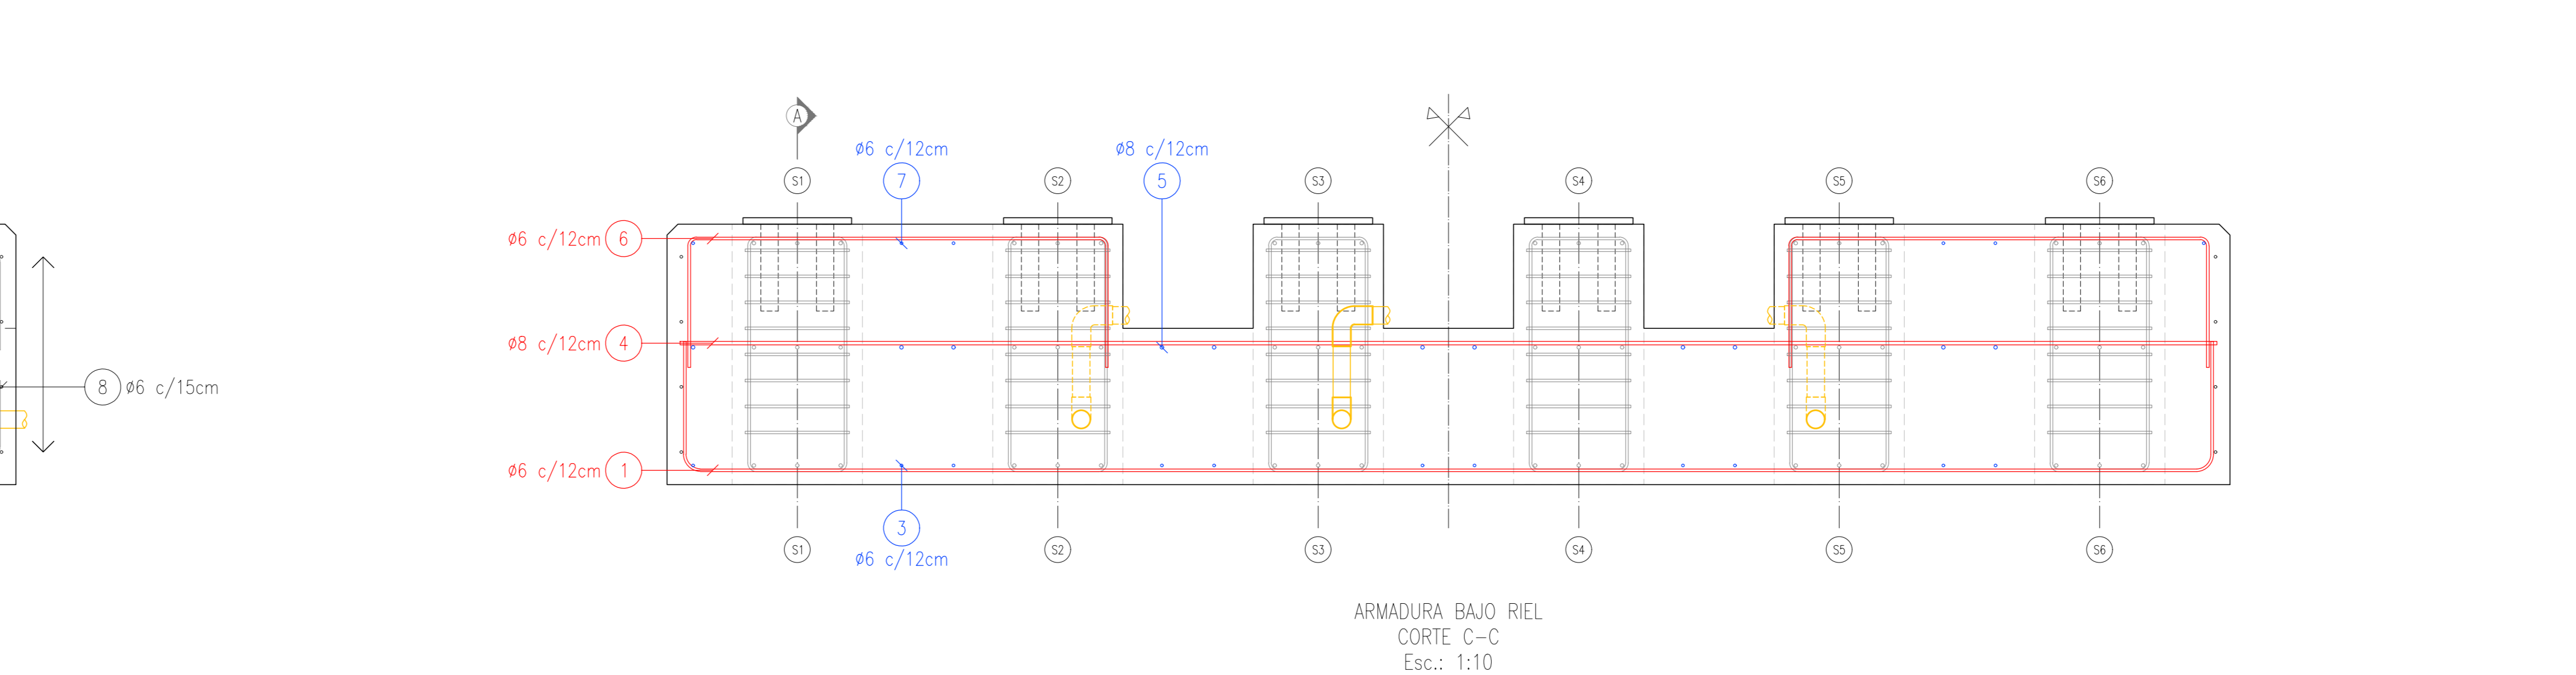 A
ø6 c/12cm
7
ø8 c/12cm
5
S1
S2
S3
S4
S5
S6
ø6 c/12cm 6
ø8 c/12cm 4
8 ø6 c/15cm
ø6 c/12cm 1
3
ø6 c/12cm
S1
S2
S3
S4
S5
S6
ARMADURA BAJO RIEL
CORTE C-C
Esc.: 1:10